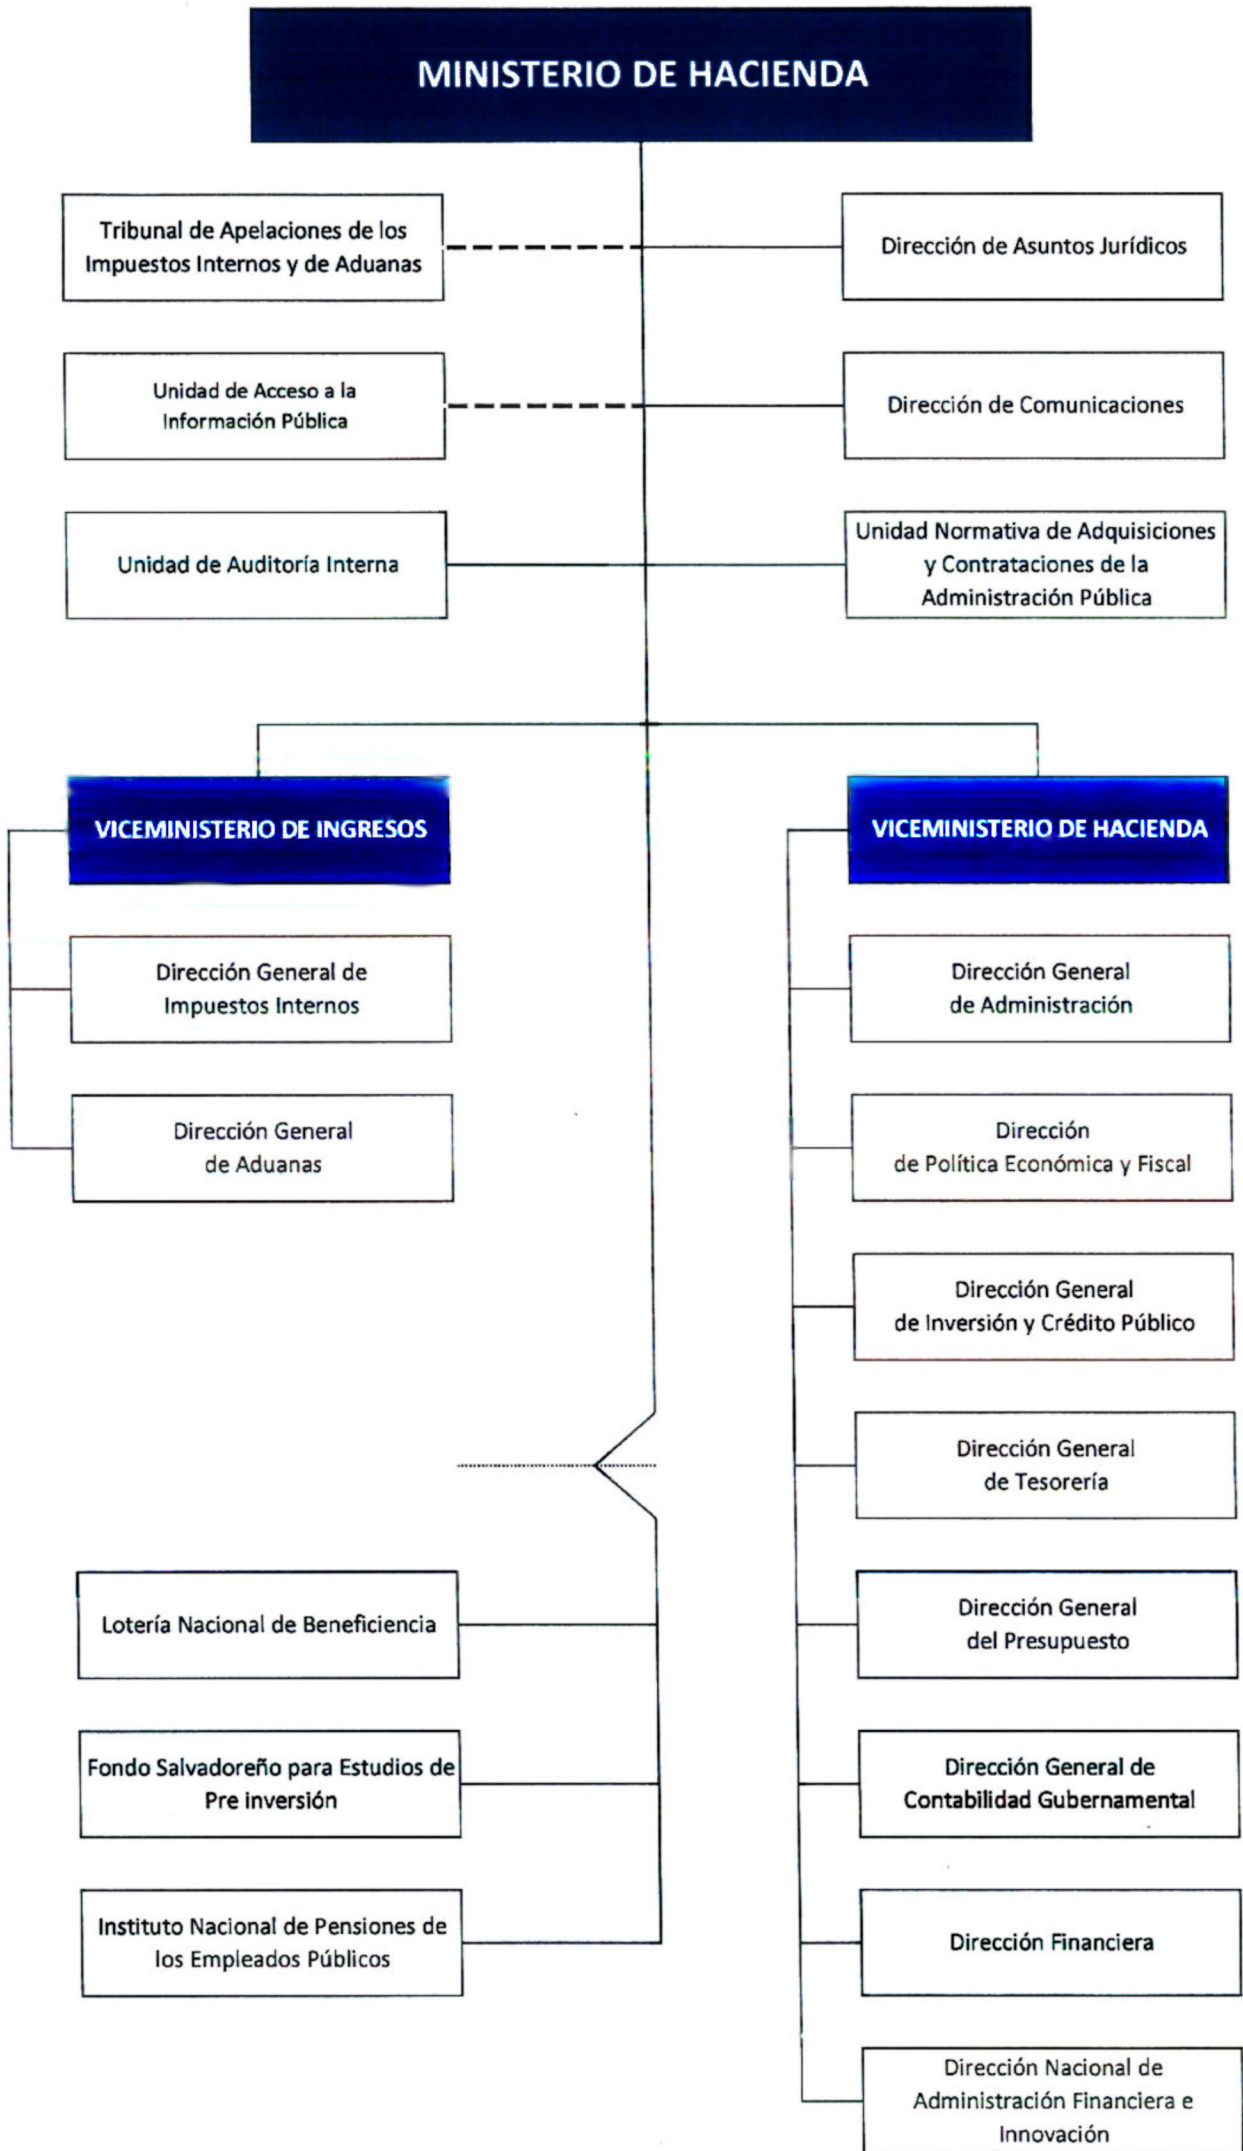 MINISTERIO DE HACIENDA
Tribunal de Apelaciones de los
Impuestos Internos y de Aduanas
Dirección de Asuntos Jurídicos
Unidad de Acceso a la
Información Pública
Dirección de Comunicaciones
Unidad de Auditoría Interna
Unidad Normativa de Adquisiciones
y Contrataciones de la
Administración Pública
VICEMINISTERIO DE INGRESOS
Dirección General de
Impuestos Internos
Dirección General
de Aduanas
VICEMINISTERIO DE HACIENDA
Dirección General
de Administración
Dirección
de Política Económica y Fiscal
Dirección General
de Inversión y Crédito Público
Dirección General
de Tesorería
Dirección General
del Presupuesto
Dirección General de
Contabilidad Gubernamental
Dirección Financiera
Dirección Nacional de
Administración Financiera e
Innovación
Lotería Nacional de Beneficiencia
Fondo Salvadoreño para Estudios de
Pre inversión
Instituto Nacional de Pensiones de
los Empleados Públicos